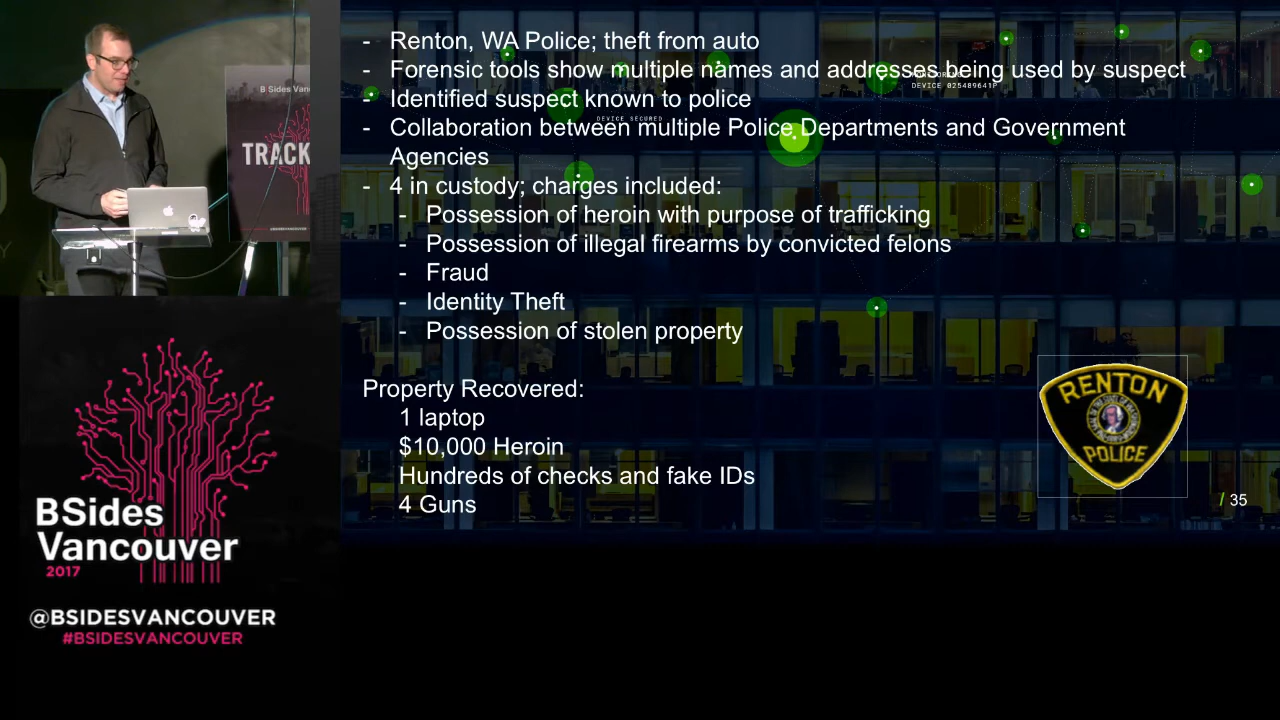 B Sides Van
TRACK
- Renton, WA Police; theft from auto
- Forensic tools show multiple names and addresses being used by suspect
- Identified suspect known to police
- Collaboration between multiple Police Departments and Government
Agencies
- 4 in custody; charges included:
- Possession of heroin with purpose of trafficking
- Possession of illegal firearms by convicted felons
- Fraud
- Identity Theft
- Possession of stolen property
Property Recovered:
1 laptop
$10,000 Heroin
Hundreds of checks and fake IDs
4 Guns
DEVICE 025489641P
DEVICE SECURED
RENTON
POLICE
/ 35
BSides
Vancouver
2017
@BSIDESVANCOUVER
#BSIDESVANCOUVER